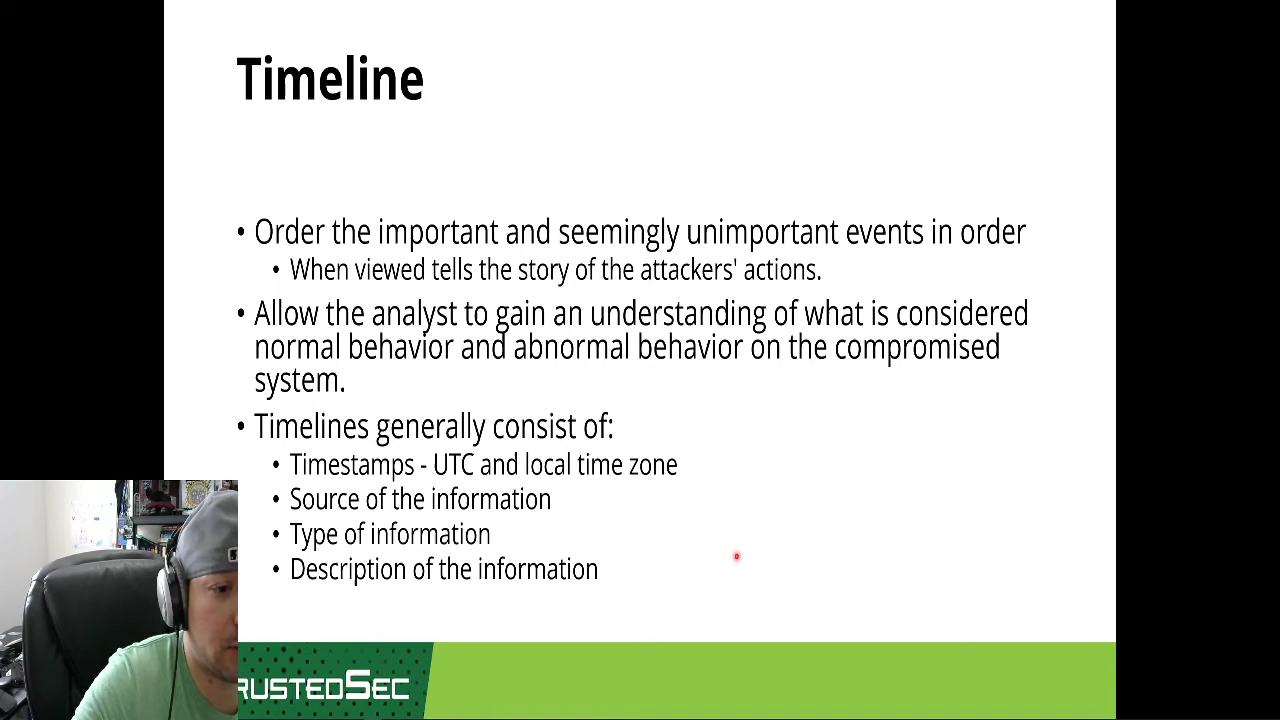 Timeline
• Order the important and seemingly unimportant events in order
• When viewed tells the story of the attackers' actions.
• Allow the analyst to gain an understanding of what is considered
normal behavior and abnormal behavior on the compromised
system.
• Timelines generally consist of:
• Timestamps - UTC and local time zone
• Source of the information
• Type of information
• Description of the information
RUSTEDSEC